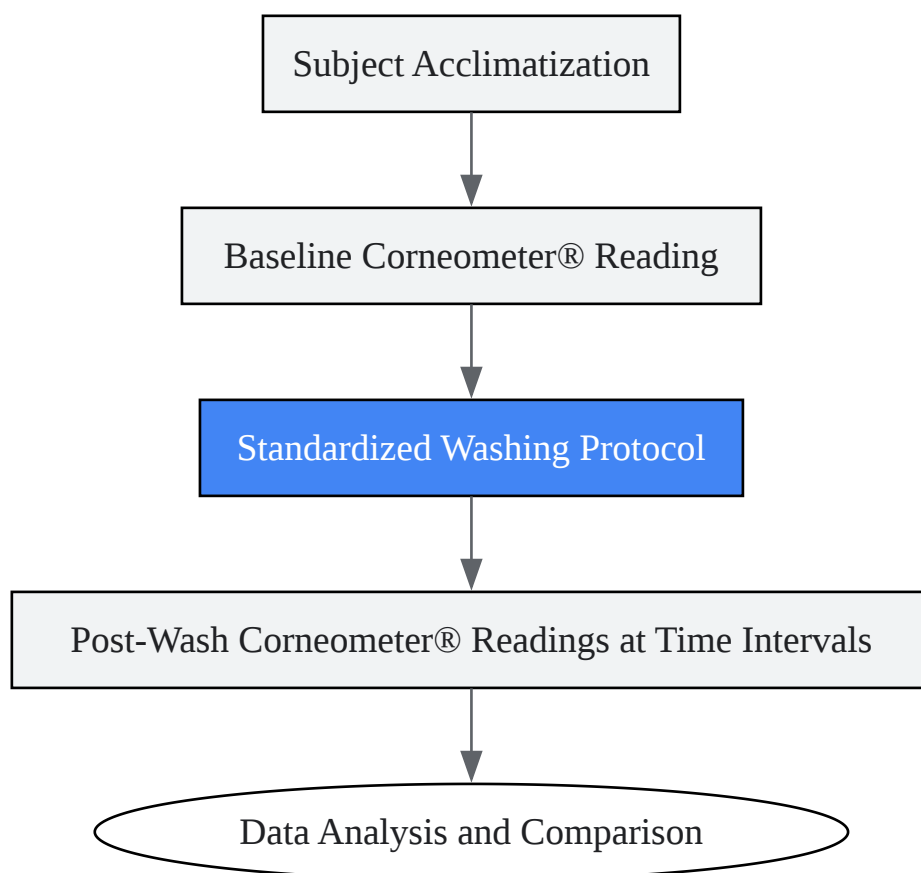 Subject Acclimatization
Baseline Corneometer® Reading
Standardized Washing Protocol
Post-Wash Corneometer® Readings at Time Intervals
Data Analysis and Comparison